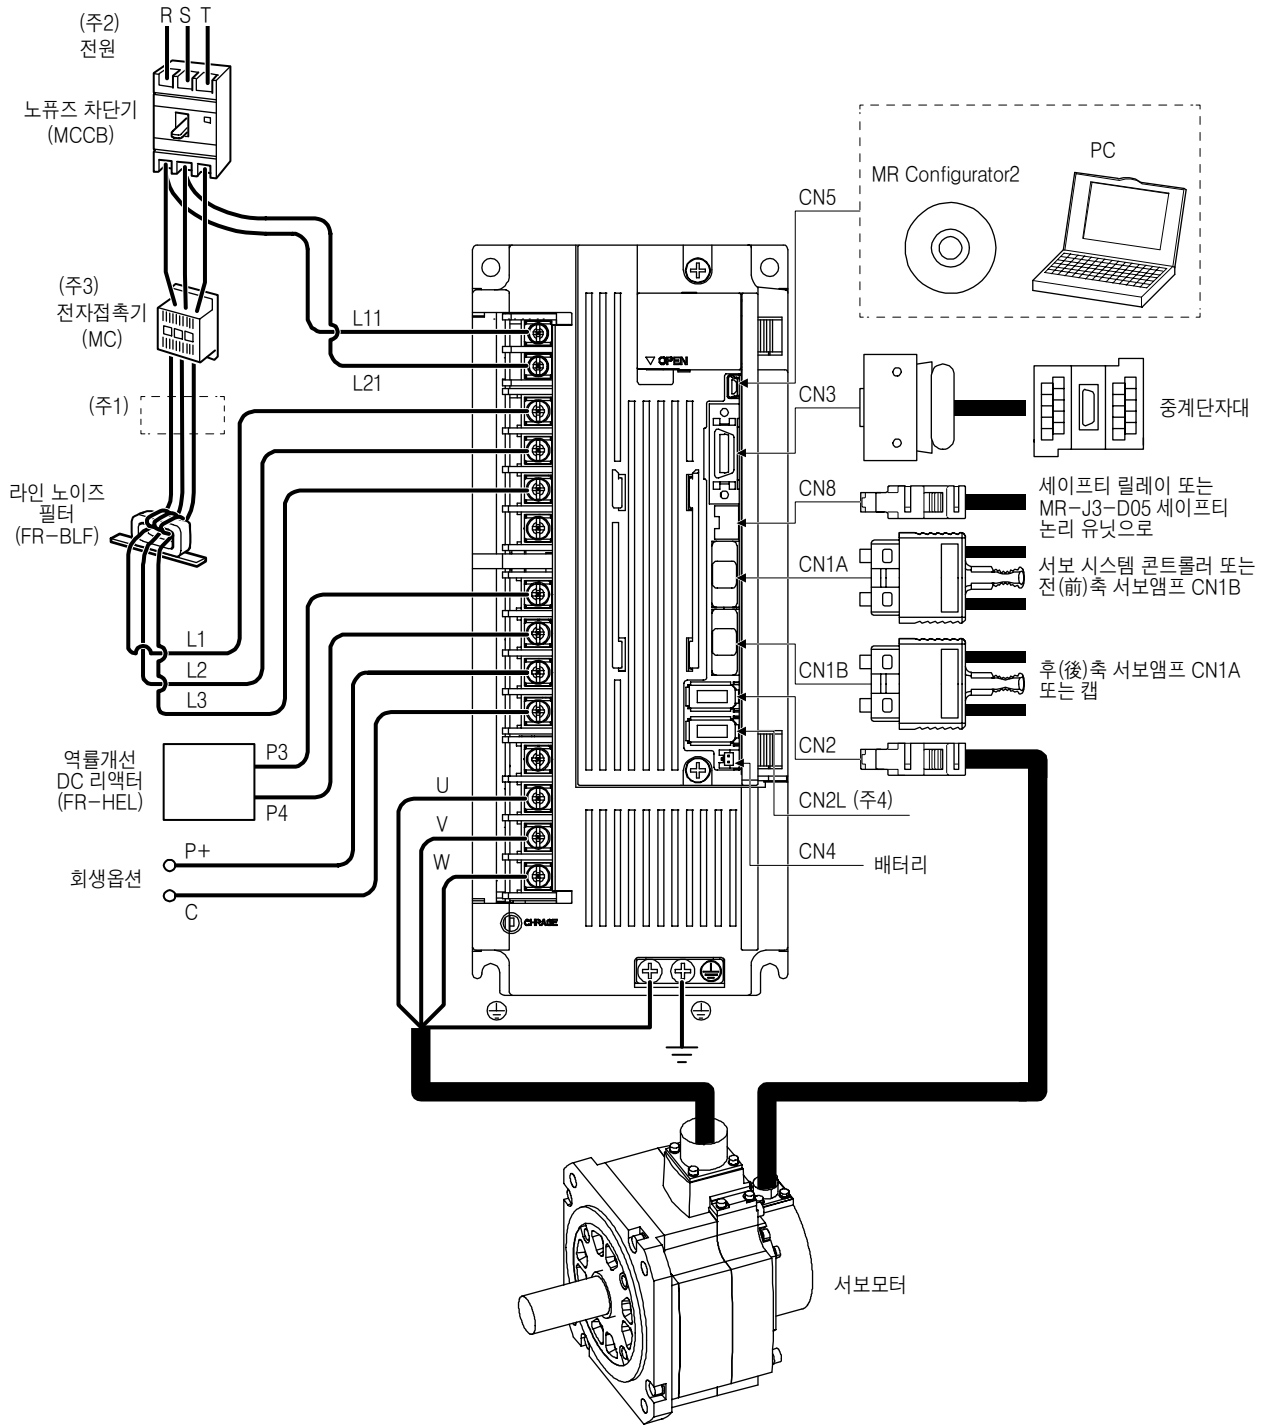 (주2)
전원
R S T
노퓨즈 차단기
(MCCB)
(주3)
전자접촉기
(MC)
(주1)
라인 노이즈
필터
(FR-BLF)
L11
L21
L1
L2
L3
역률개선
DC 리액터
(FR-HEL)
P3
P4
회생옵션
P+
C
U
V
W
▽ OPEN
CHRAGE
CN5
MR Configurator2
PC
CN3
중계단자대
CN8
세이프티 릴레이 또는
MR-J3-D05 세이프티
논리 유닛으로
CN1A
서보 시스템 콘트롤러 또는
전(前)축 서보앰프 CN1B
CN1B
후(後)축 서보앰프 CN1A
또는 캡
CN2
CN2L (주4)
CN4
배터리
서보모터